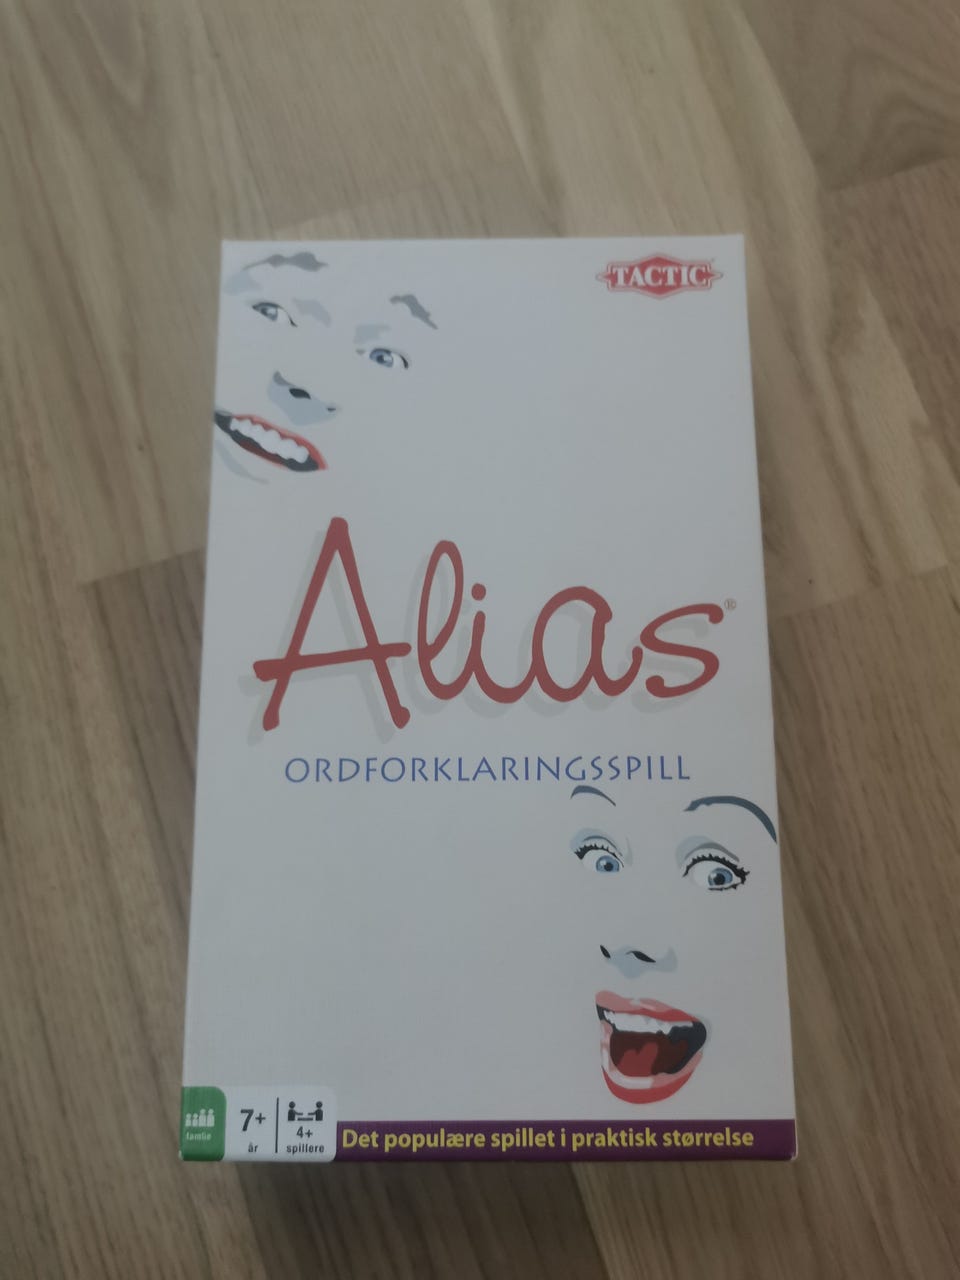 TACTIC
Alias®
ORDFORKLARINGSSPILL
familie
7+
år
4+
spillere
Det populære spillet i praktisk størrelse